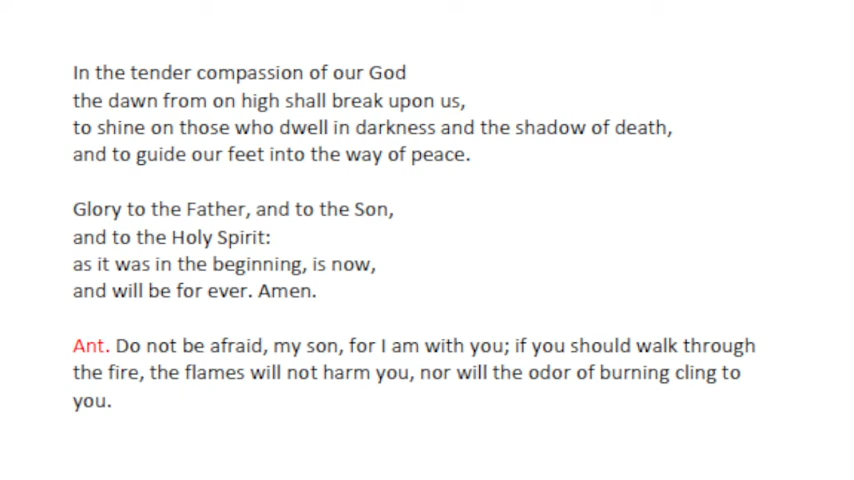 In the tender compassion of our God
the dawn from on high shall break upon us,
to shine on those who dwell in darkness and the shadow of death,
and to guide our feet into the way of peace.
Glory to the Father, and to the Son,
and to the Holy Spirit:
as it was in the beginning, is now,
and will be for ever. Amen.
Ant. Do not be afraid, my son, for I am with you; if you should walk through
the fire, the flames will not harm you, nor will the odor of burning cling to
you.